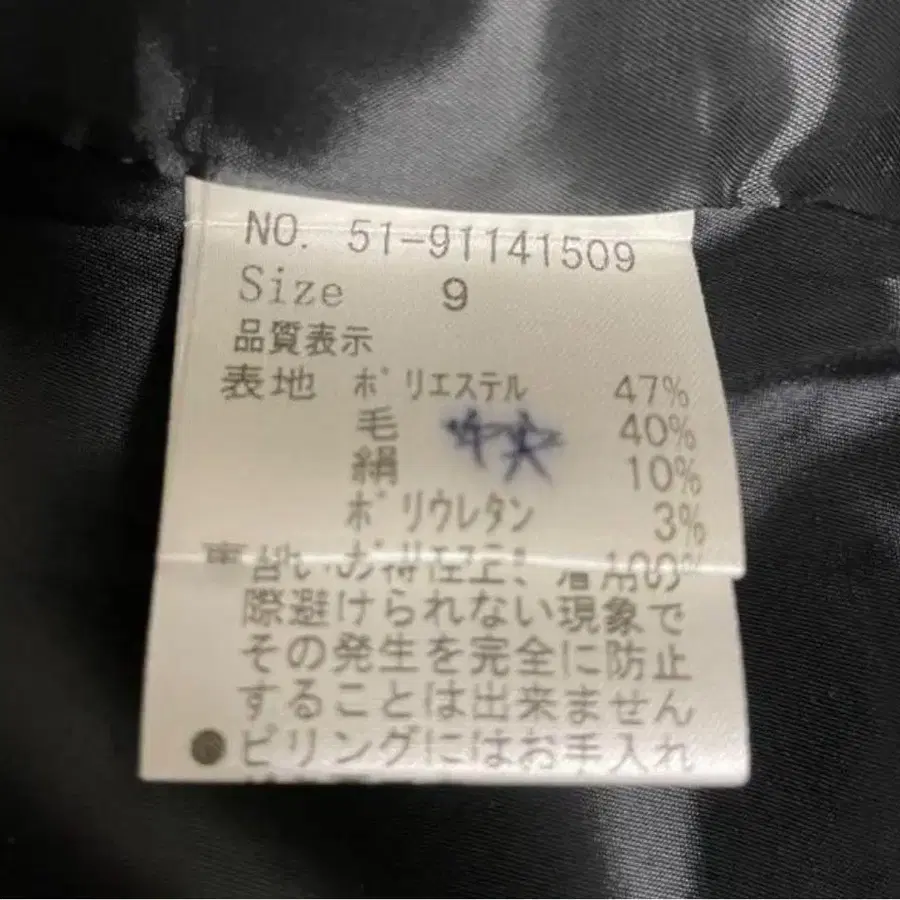 NO. 51-91141509
Size 9
品質表示
表地 ポリエステル 47%
毛 40%
絹 10%
ポリウレタン 3%
際避けられない現象で
その発生を完全に防止
することは出来ません
●ピリングにはお手入れ